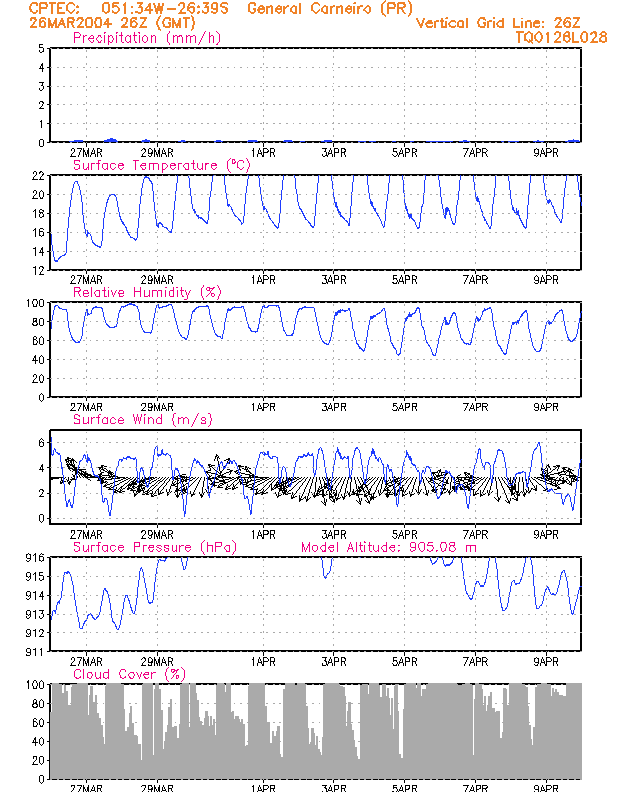 CPTEC:   051:34W-26:39S   General Carneiro (PR)
26MAR2004 26Z (GMT)   Vertical Grid Line: 26Z
Precipitation (mm/h)   TQ0126L028
5
4
3
2
1
0
27MAR 29MAR 1APR 3APR 5APR 7APR 9APR
Surface Temperature (ºC)
22
20
18
16
14
12
27MAR 29MAR 1APR 3APR 5APR 7APR 9APR
Relative Humidity (%)
100
80
60
40
20
0
27MAR 29MAR 1APR 3APR 5APR 7APR 9APR
Surface Wind (m/s)
6
4
2
0
27MAR 29MAR 1APR 3APR 5APR 7APR 9APR
Surface Pressure (hPa)   Model Altitude: 905.08 m
916
915
914
913
912
911
27MAR 29MAR 1APR 3APR 5APR 7APR 9APR
Cloud Cover (%)
100
80
60
40
20
0
27MAR 29MAR 1APR 3APR 5APR 7APR 9APR